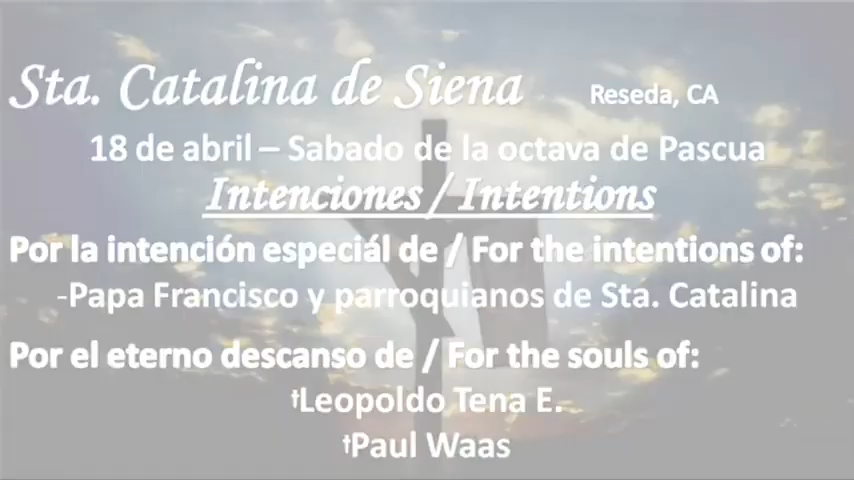 Sta. Catalina de Siena Reseda, CA
18 de abril – Sabado de la octava de Pascua
Intenciones / Intentions
Por la intención especiál de / For the intentions of:
-Papa Francisco y parroquianos de Sta. Catalina
Por el eterno descanso de / For the souls of:
†Leopoldo Tena E.
†Paul Waas